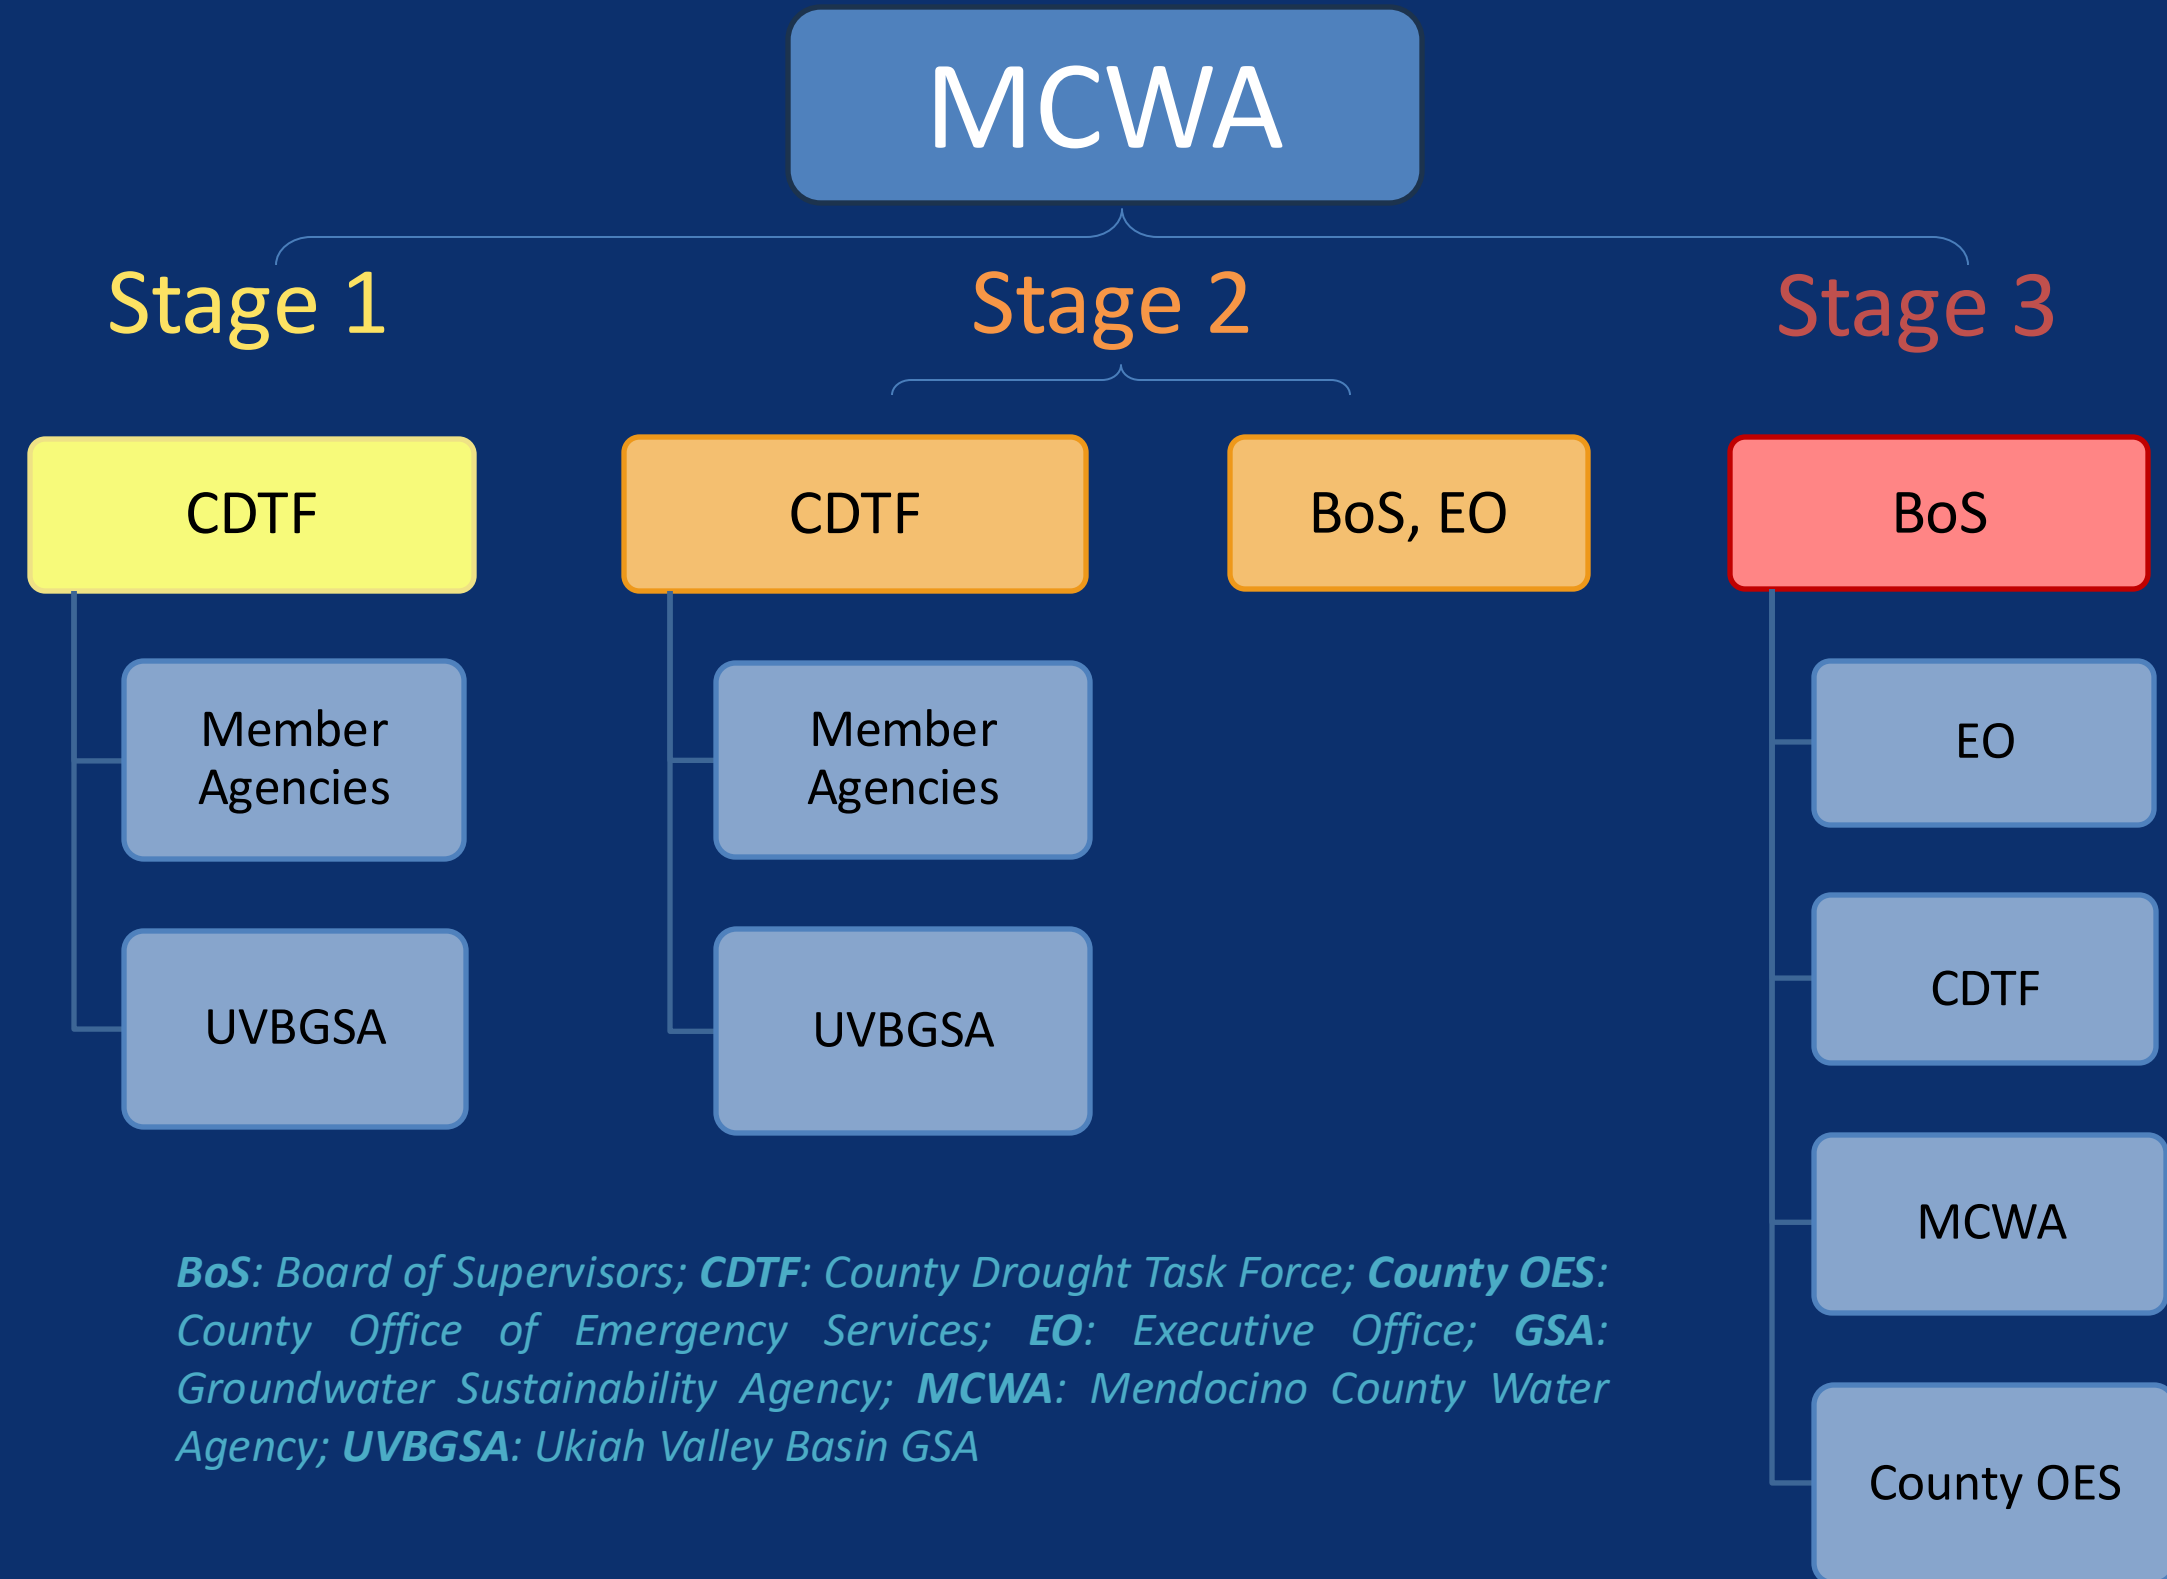 MCWA
Stage 1
Stage 2
Stage 3
CDTF
CDTF
BoS, EO
BoS
Member
Agencies
UVBGSA
Member
Agencies
UVBGSA
EO
CDTF
MCWA
County OES
BoS: Board of Supervisors; CDTF: County Drought Task Force; County OES:
County Office of Emergency Services; EO: Executive Office; GSA:
Groundwater Sustainability Agency; MCWA: Mendocino County Water
Agency; UVBGSA: Ukiah Valley Basin GSA